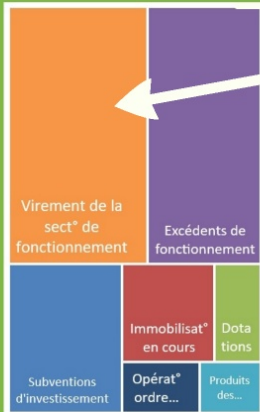 Virement de la
sect° de
fonctionnement
Excédents de
fonctionnement
Subventions
d'investissement
Immobilisat°
en cours
Dota
tions
Opérat°
ordre...
Produits
des...